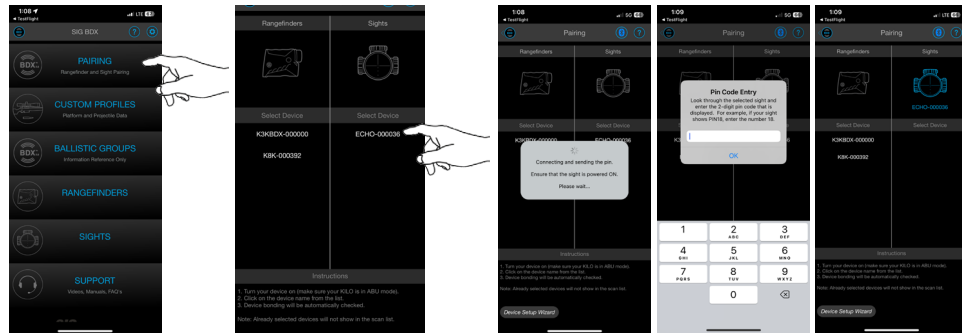 1:08
LTE
TestFlight
SIG BDX
?
BDX
PAIRING
Rangefinder and Sight Pairing
CUSTOM PROFILES
Platform and Projectile Data
BDX
BALLISTIC GROUPS
Information Reference Only
RANGEFINDERS
SIGHTS
SUPPORT
Videos, Manuals, FAQ's
Rangefinders
Sights
Select Device
Select Device
K3KBDX-000000
ECHO-000036
K8K-000392
Instructions
1. Turn your device on (make sure your KILO is in ABU mode).
2. Click on the device name from the list.
3. Device bonding will be automatically checked.
Note: Already selected devices will not show in the scan list.
1:08
5G
TestFlight
Pairing
?
Rangefinders
Sights
Select Device
Select Device
K3KBDX-000000
ECHO-000036
Connecting and sending the pin.
Ensure that the sight is powered ON.
Please wait...
Instructions
1. Turn your device on (make sure your KILO is in ABU mode).
2. Click on the device name from the list.
3. Device bonding will be automatically checked.
Note: Already selected devices will not show in the scan list.
Device Setup Wizard
1:09
5G
TestFlight
Pairing
?
Rangefinders
Sights
Pin Code Entry
Look through the selected sight and
enter the 2-digit pin code that is
displayed. For example, if your sight
shows PIN18, enter the number 18.
OK
1
2
ABC
3
DEF
4
GHI
5
JKL
6
MNO
7
PQRS
8
TUV
9
WXYZ
0
1:09
LTE
TestFlight
Pairing
?
Rangefinders
Sights
ECHO-000036
Select Device
Select Device
K3KBDX-000000
K8K-000392
Instructions
1. Turn your device on (make sure your KILO is in ABU mode).
2. Click on the device name from the list.
3. Device bonding will be automatically checked.
Note: Already selected devices will not show in the scan list.
Device Setup Wizard